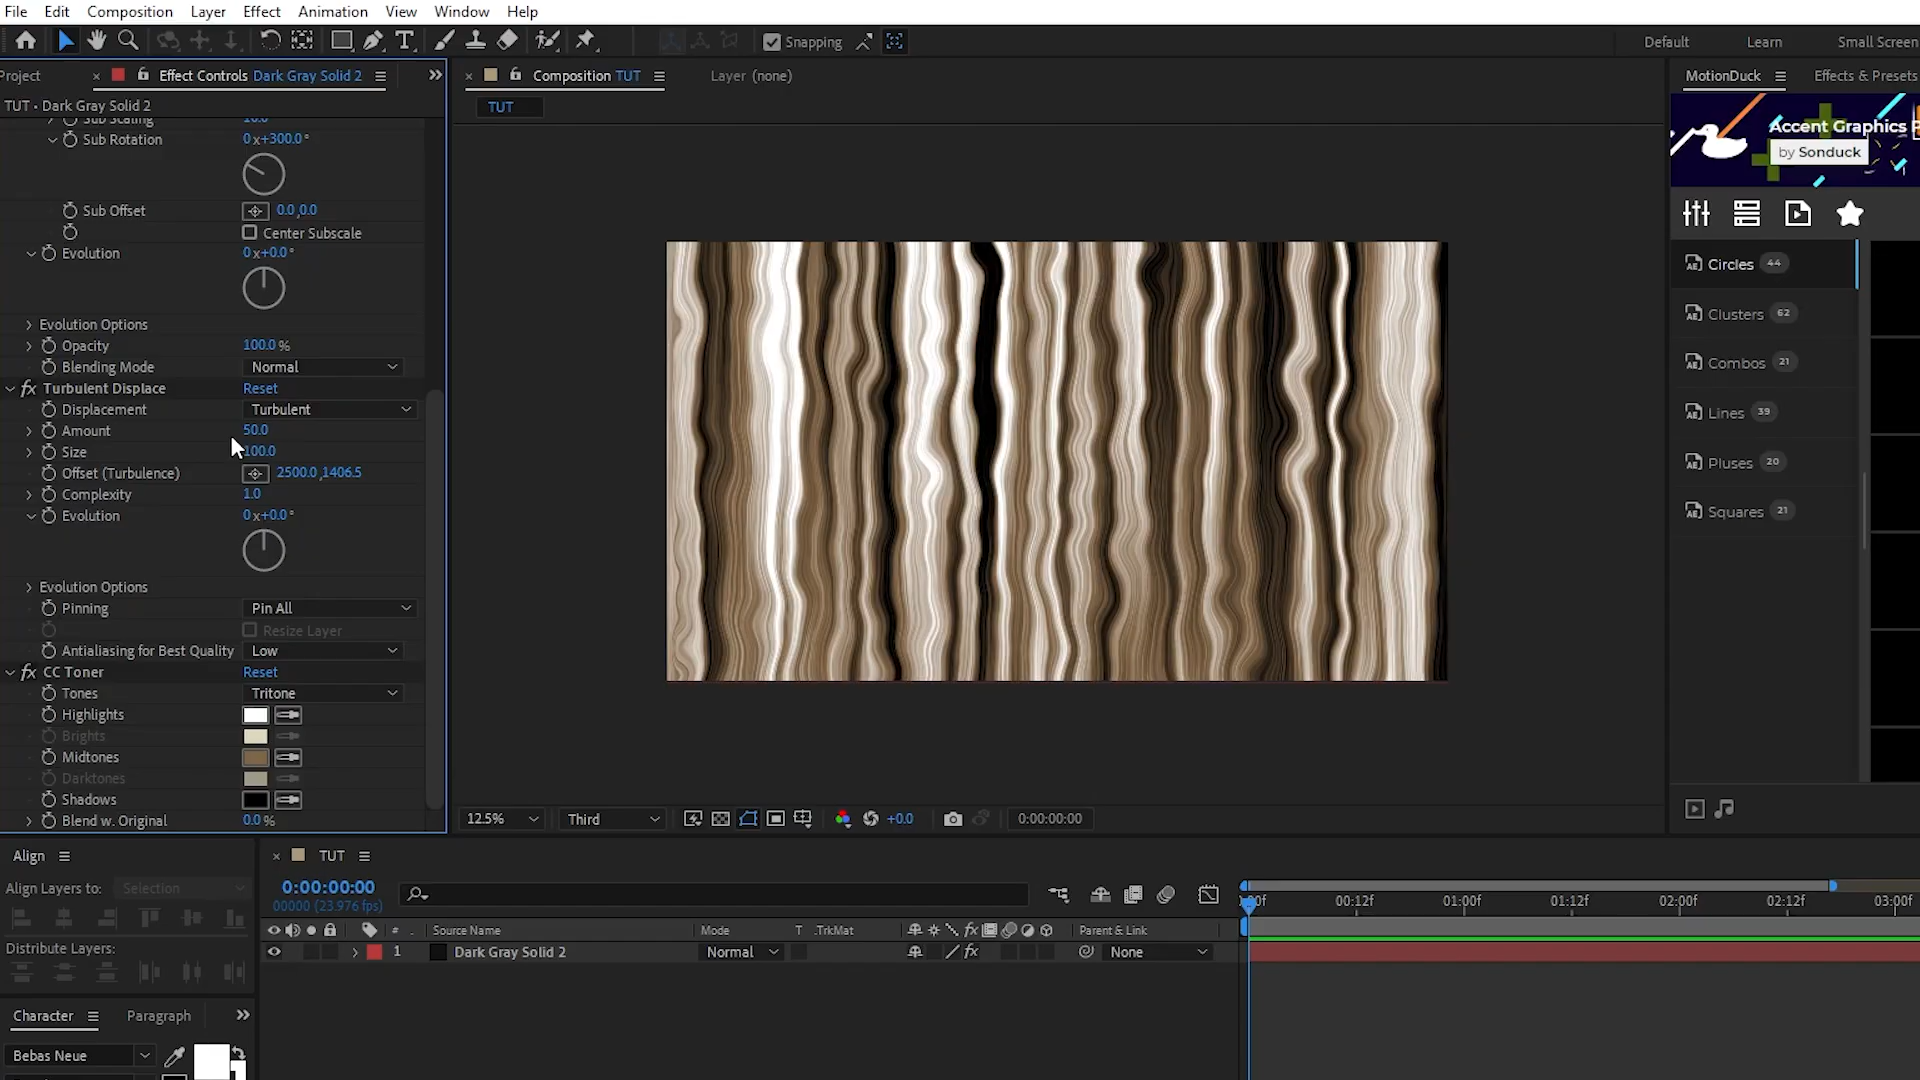 File Edit Composition Layer Effect Animation View Window Help
Snapping
Default Learn Small Screen
Project
Effect Controls Dark Gray Solid 2
TUT • Dark Gray Solid 2
Sub Scaling 10.0
Sub Rotation 0x+300.0°
Sub Offset 0.0,0.0
Center Subscale
Evolution 0x+0.0°
Evolution Options
Opacity 100.0%
Blending Mode Normal
fx Turbulent Displace Reset
Displacement Turbulent
Amount 50.0
Size 100.0
Offset (Turbulence) 2500.0,1406.5
Complexity 1.0
Evolution 0x+0.0°
Evolution Options
Pinning Pin All
Resize Layer
Antialiasing for Best Quality Low
fx CC Toner Reset
Tones Tritone
Highlights
Brights
Midtones
Darktones
Shadows
Blend w. Original 0.0%
Composition TUT
Layer (none)
TUT
12.5% Third +0.0 0:00:00:00
MotionDuck
Effects & Presets
Accent Graphics P
by Sonduck
Circles 44
Clusters 62
Combos 21
Lines 39
Pluses 20
Squares 21
Align
Align Layers to: Selection
Distribute Layers:
Character Paragraph
Bebas Neue
TUT
0:00:00:00
00000 (23.976 fps)
# Source Name Mode T .TrkMat fx Parent & Link
1 Dark Gray Solid 2 Normal fx None
00:12f 01:00f 01:12f 02:00f 02:12f 03:00f